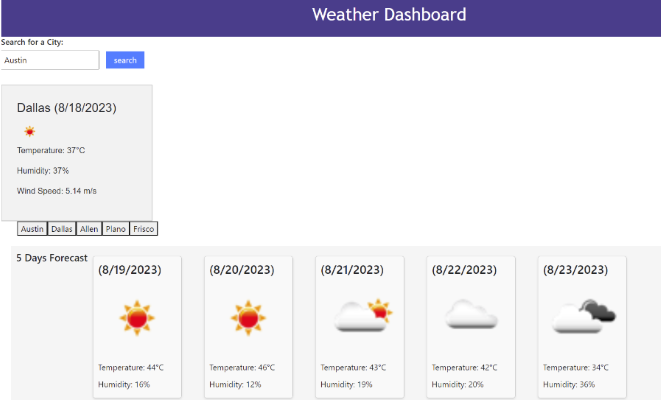 Weather Dashboard
Search for a City:
Austin
search
Dallas (8/18/2023)
Temperature: 37°C
Humidity: 37%
Wind Speed: 5.14 m/s
Austin Dallas Allen Plano Frisco
5 Days Forecast
(8/19/2023) (8/20/2023) (8/21/2023) (8/22/2023) (8/23/2023)
Temperature: 44°C Temperature: 46°C Temperature: 43°C Temperature: 42°C Temperature: 34°C
Humidity: 16% Humidity: 12% Humidity: 19% Humidity: 20% Humidity: 36%